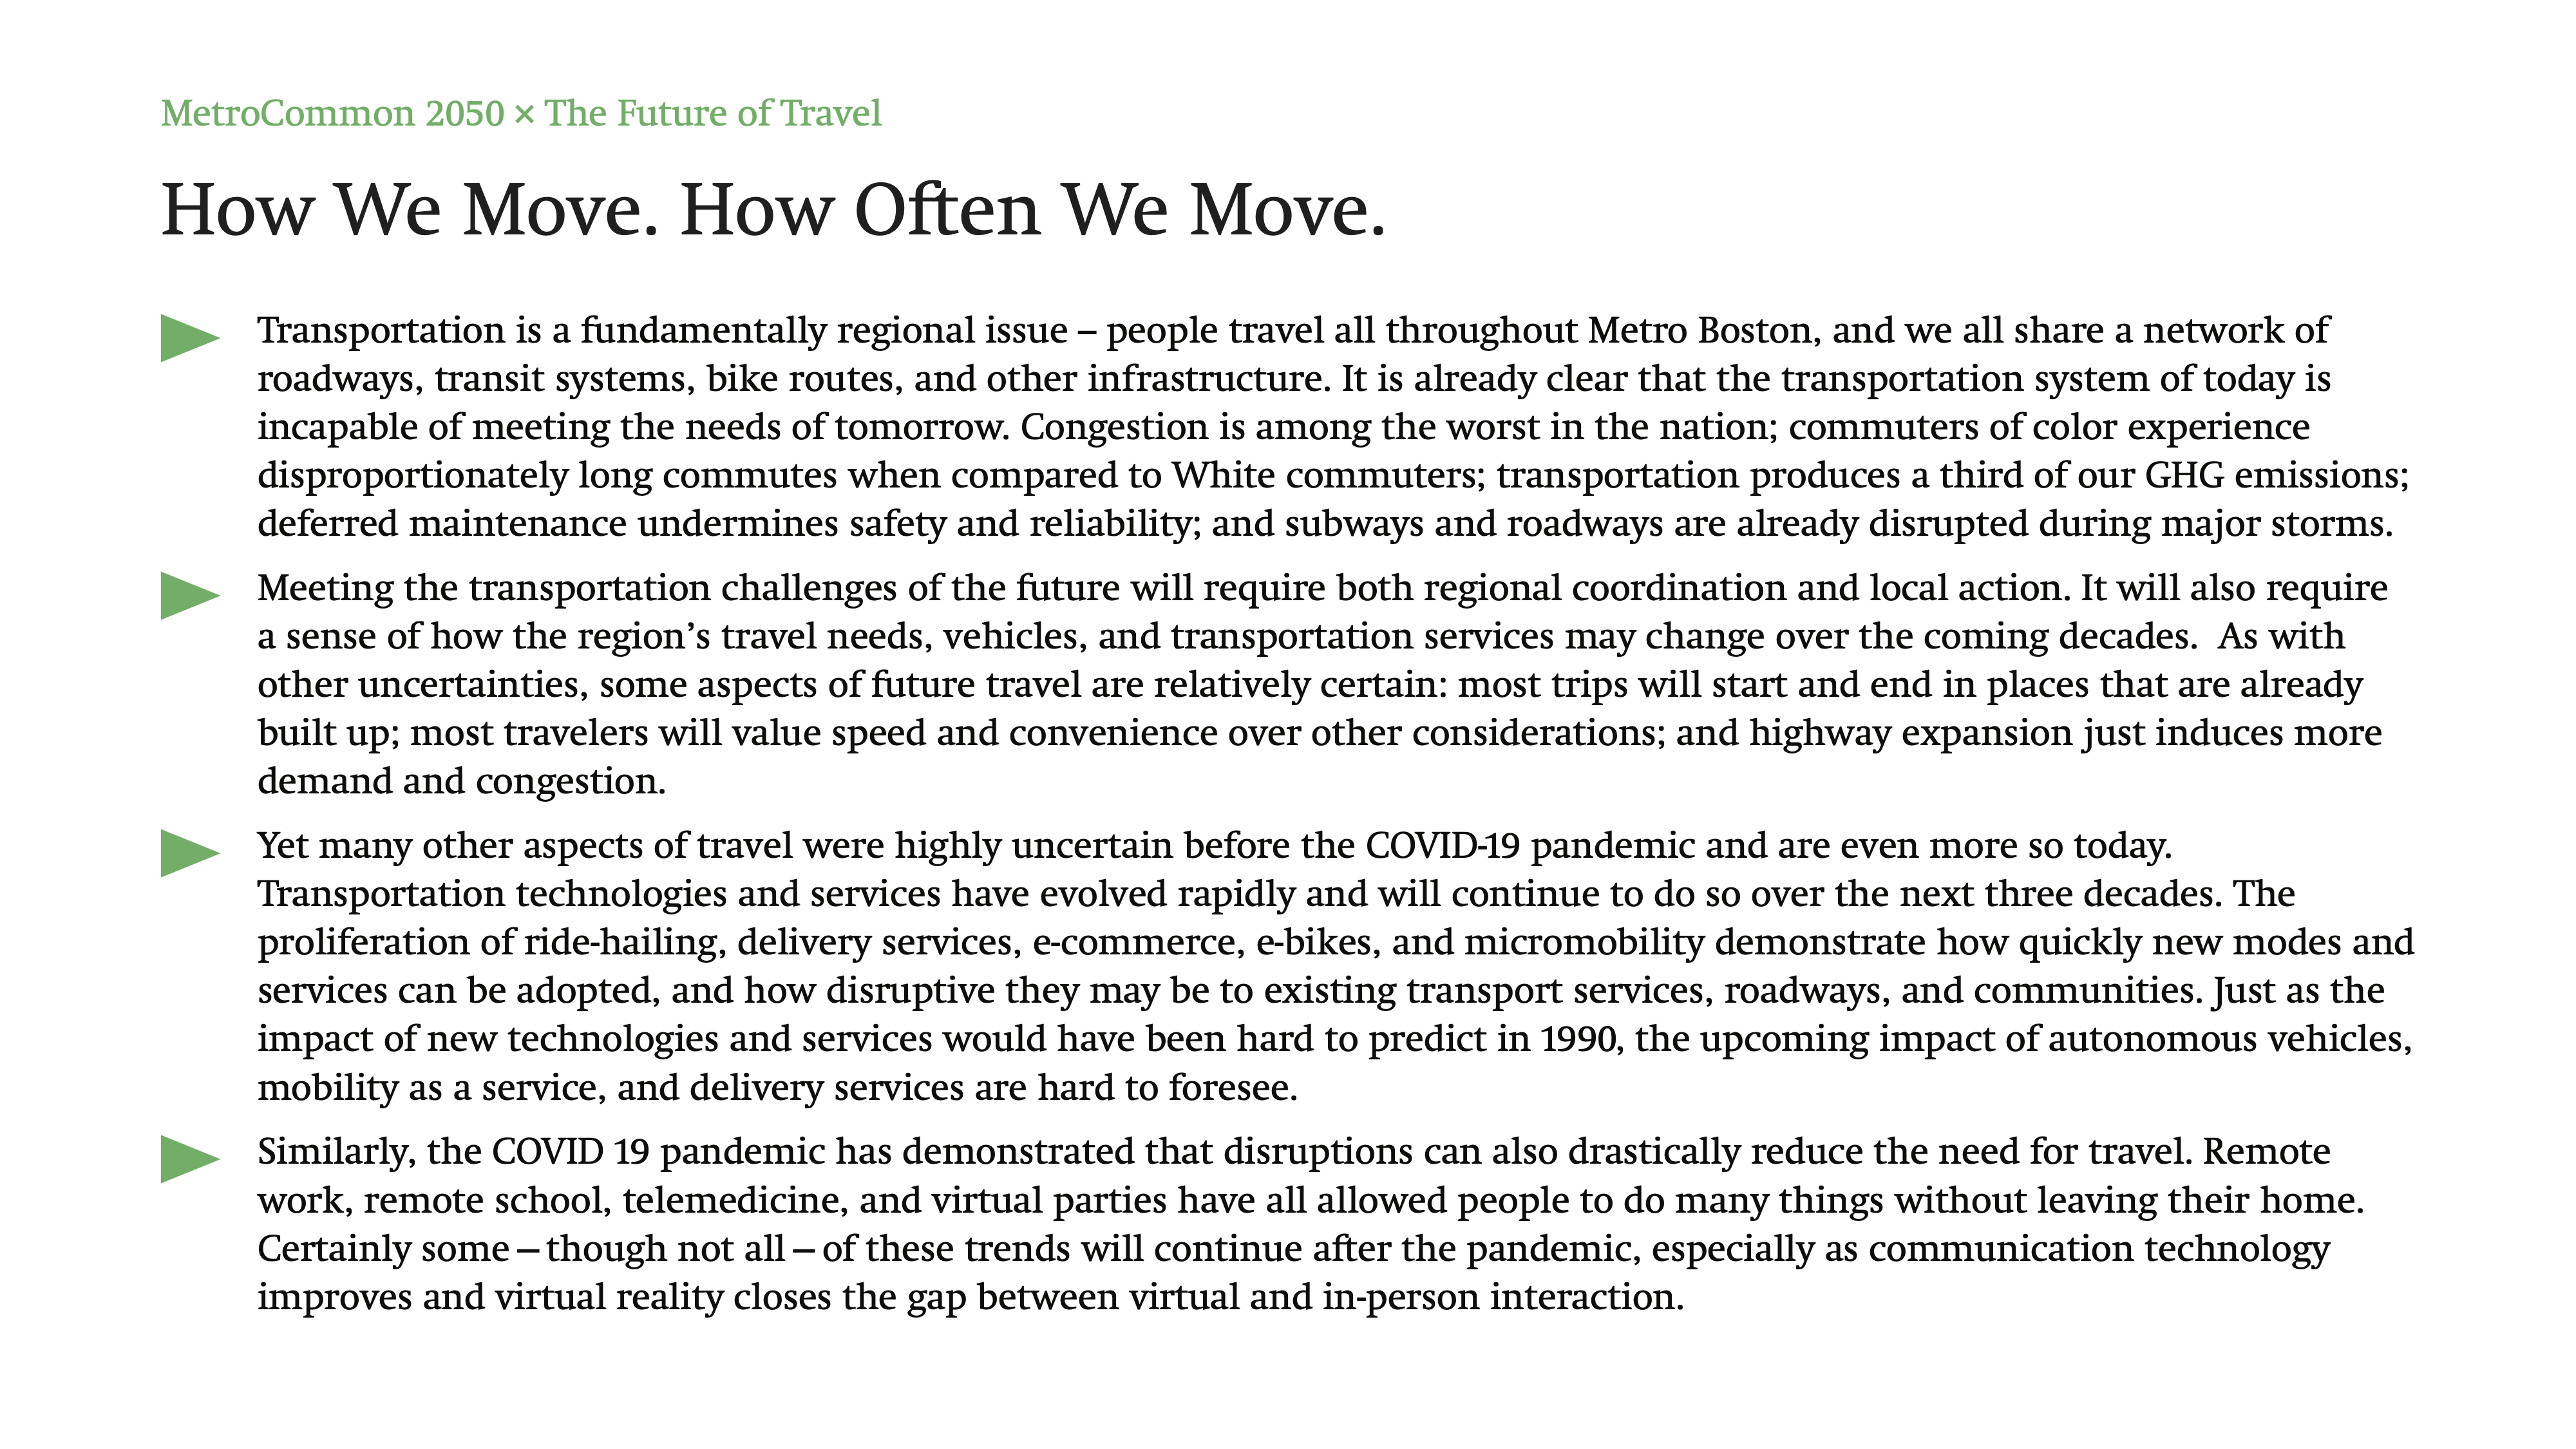 MetroCommon 2050 × The Future of Travel
How We Move. How Often We Move.
Transportation is a fundamentally regional issue – people travel all throughout Metro Boston, and we all share a network of
roadways, transit systems, bike routes, and other infrastructure. It is already clear that the transportation system of today is
incapable of meeting the needs of tomorrow. Congestion is among the worst in the nation; commuters of color experience
disproportionately long commutes when compared to White commuters; transportation produces a third of our GHG emissions;
deferred maintenance undermines safety and reliability; and subways and roadways are already disrupted during major storms.
Meeting the transportation challenges of the future will require both regional coordination and local action. It will also require
a sense of how the region’s travel needs, vehicles, and transportation services may change over the coming decades.  As with
other uncertainties, some aspects of future travel are relatively certain: most trips will start and end in places that are already
built up; most travelers will value speed and convenience over other considerations; and highway expansion just induces more
demand and congestion.
Yet many other aspects of travel were highly uncertain before the COVID-19 pandemic and are even more so today.
Transportation technologies and services have evolved rapidly and will continue to do so over the next three decades. The
proliferation of ride-hailing, delivery services, e-commerce, e-bikes, and micromobility demonstrate how quickly new modes and
services can be adopted, and how disruptive they may be to existing transport services, roadways, and communities. Just as the
impact of new technologies and services would have been hard to predict in 1990, the upcoming impact of autonomous vehicles,
mobility as a service, and delivery services are hard to foresee.
Similarly, the COVID 19 pandemic has demonstrated that disruptions can also drastically reduce the need for travel. Remote
work, remote school, telemedicine, and virtual parties have all allowed people to do many things without leaving their home.
Certainly some – though not all – of these trends will continue after the pandemic, especially as communication technology
improves and virtual reality closes the gap between virtual and in-person interaction.